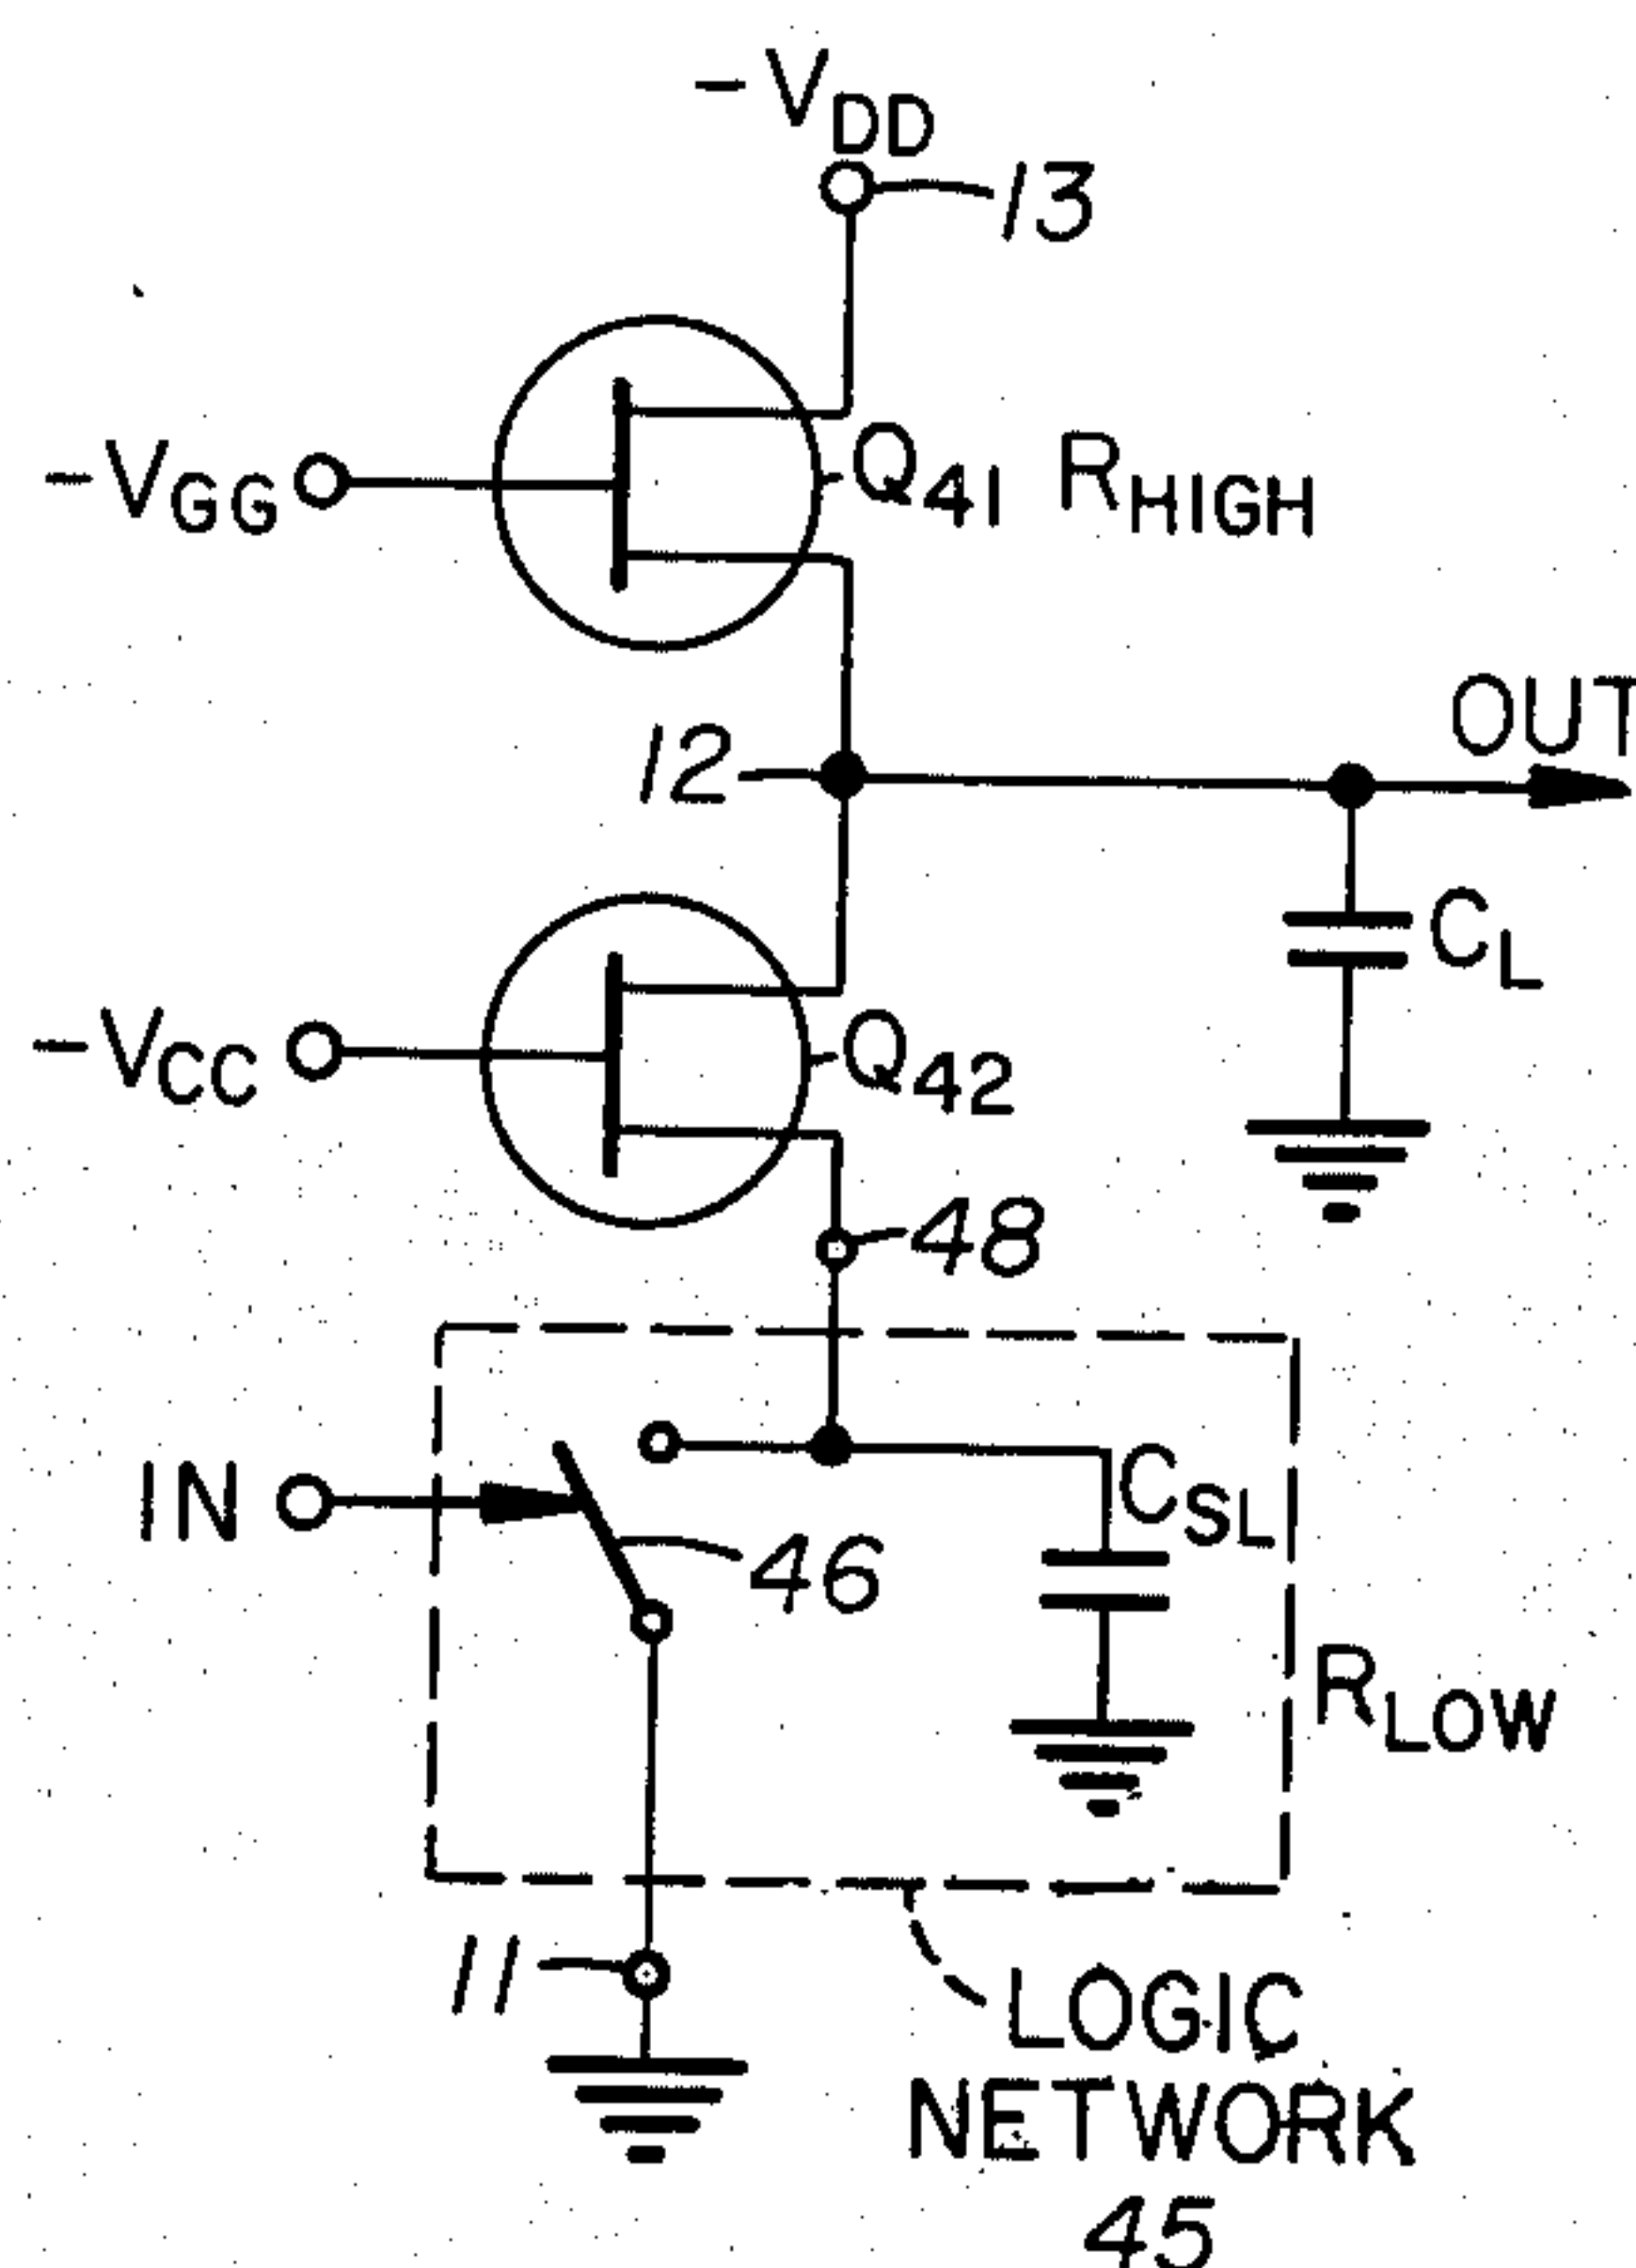 -VDD
13
-VGG
Q41 RHIGH
12
OUT
CL
-VCC
Q42
48
IN
CSL
46
RLOW
11
LOGIC
NETWORK
45